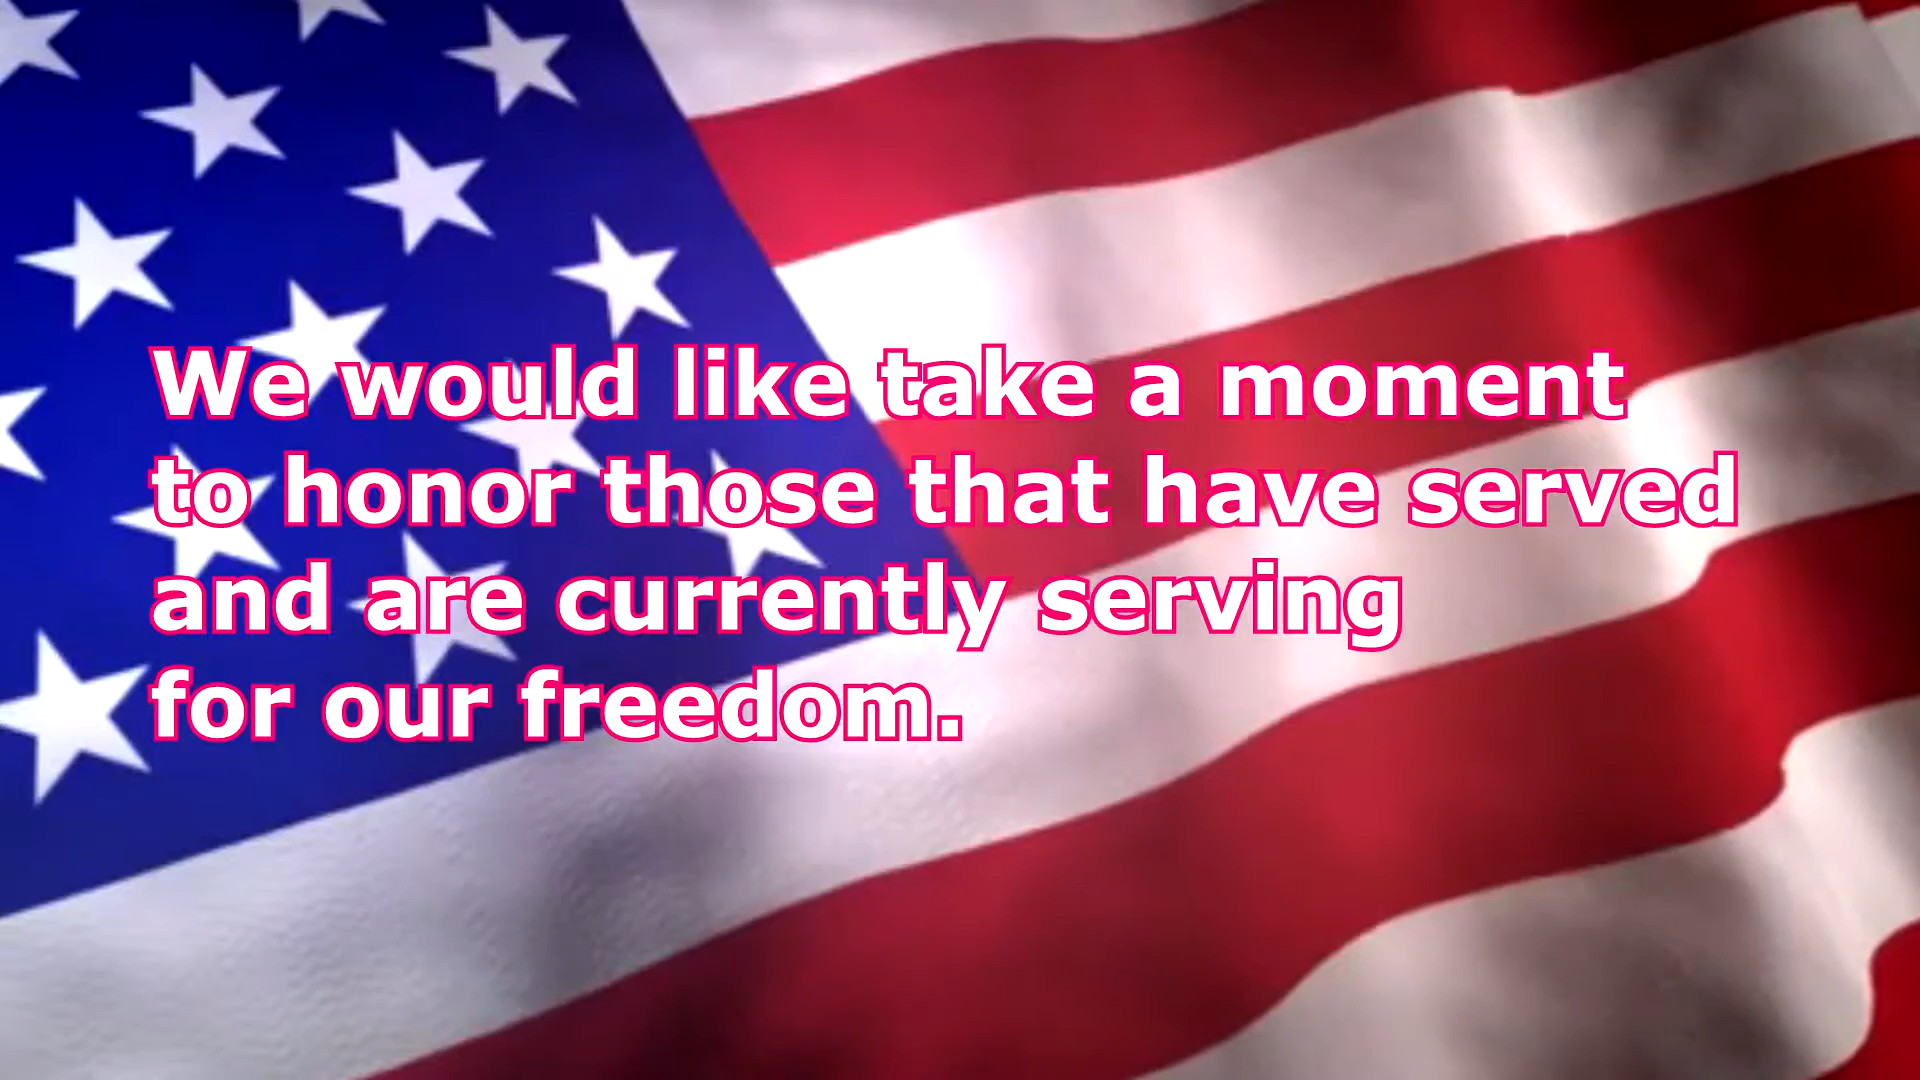 We would like take a moment
to honor those that have served
and are currently serving
for our freedom.